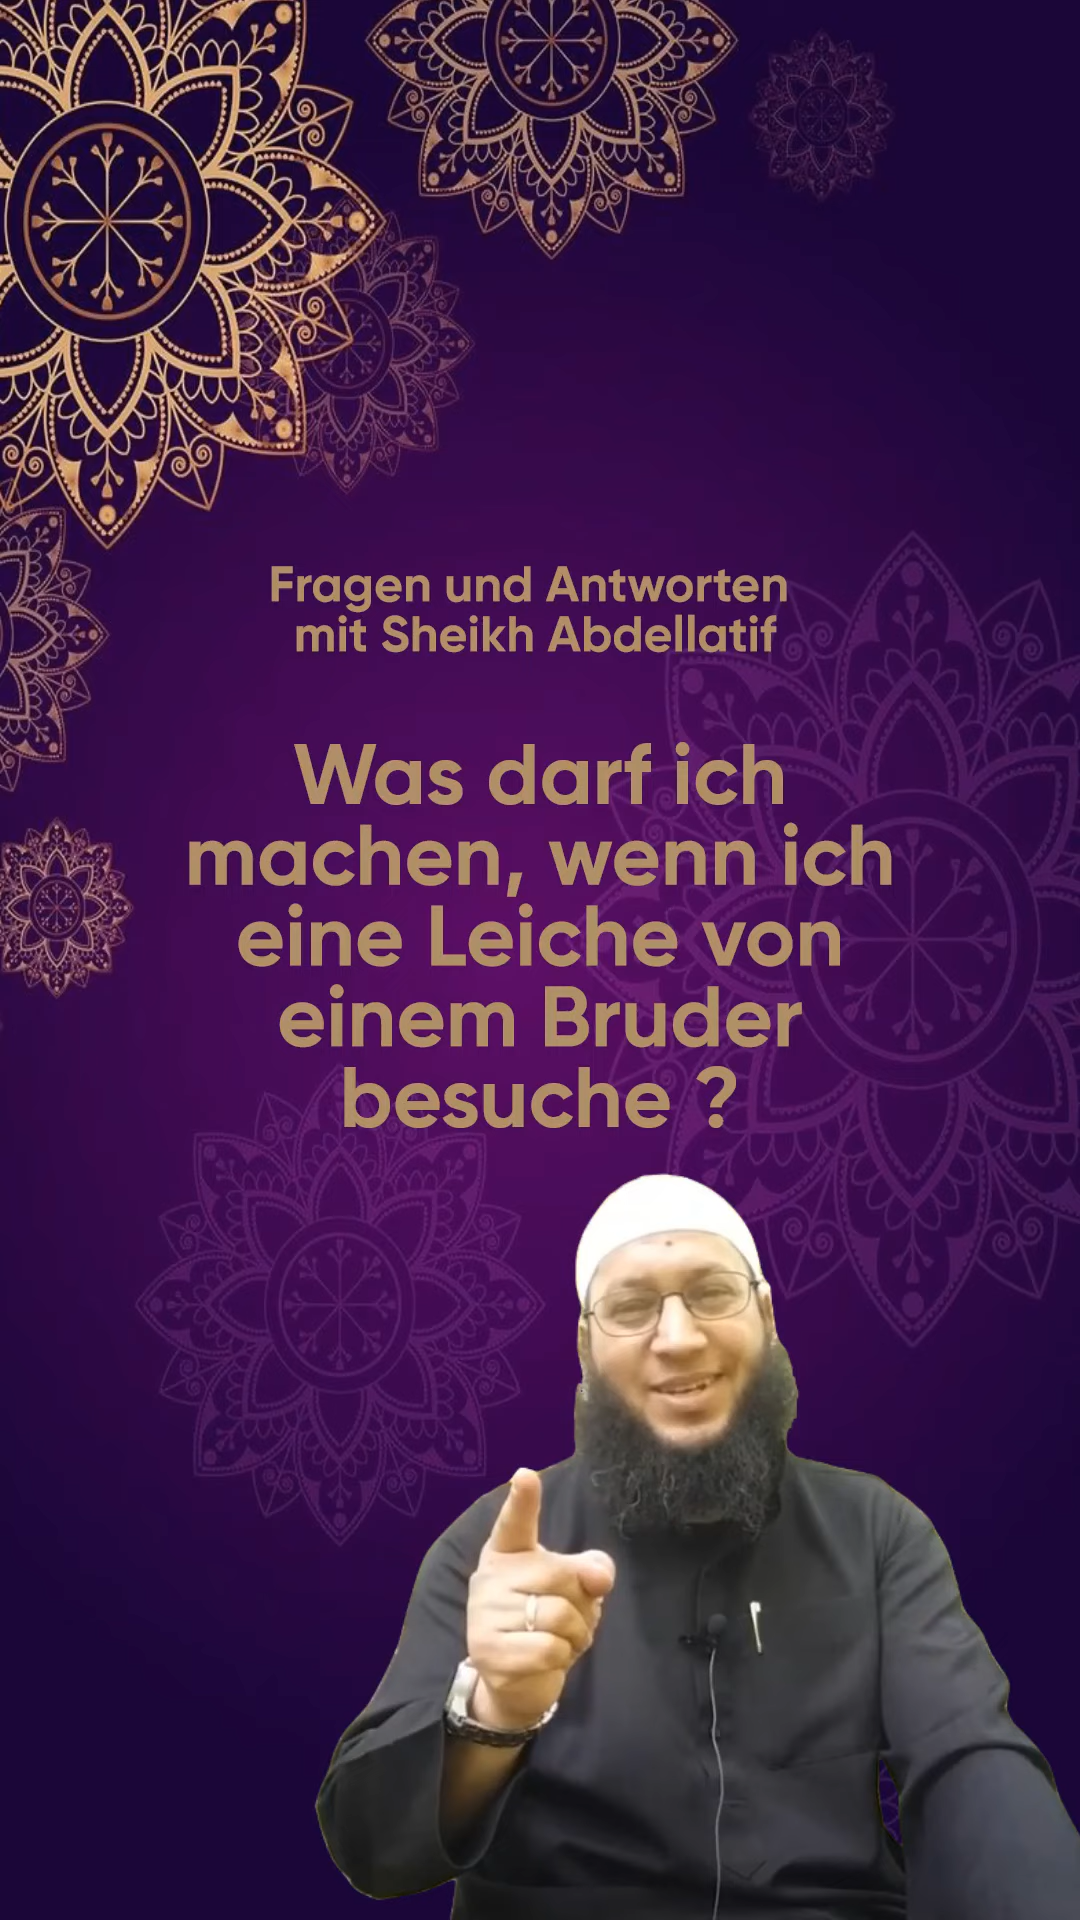 Fragen und Antworten
mit Sheikh Abdellatif
Was darf ich
machen, wenn ich
eine Leiche von
einem Bruder
besuche ?